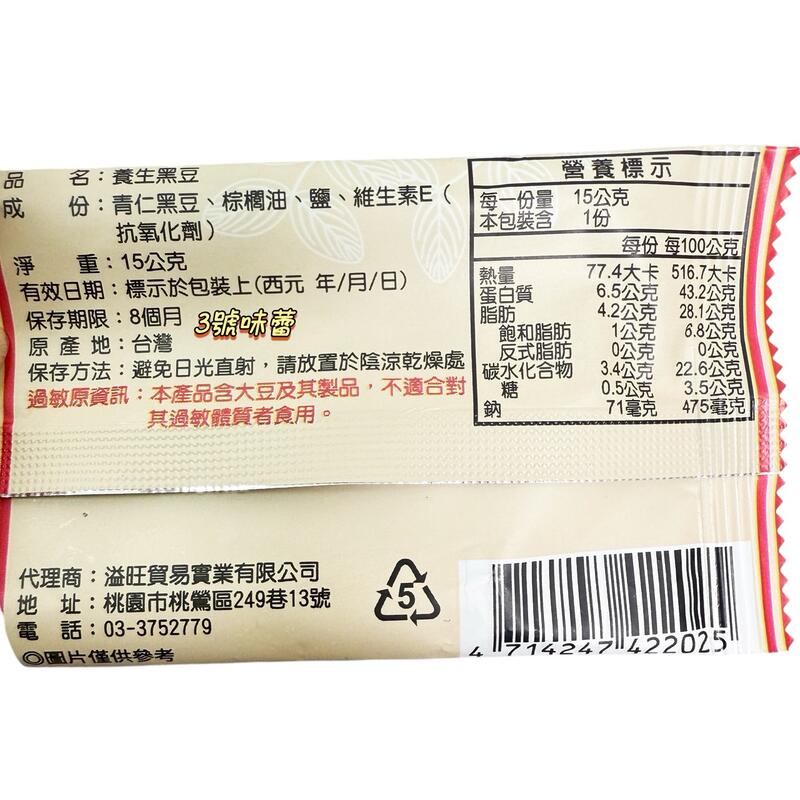 品 名：養生黑豆
成 份：青仁黑豆、棕櫚油、鹽、維生素E（
抗氧化劑）
淨 重：15公克
有效日期：標示於包裝上(西元 年/月/日)
保存期限：8個月
3號味蕾
原 產 地：台灣
保存方法：避免日光直射，請放置於陰涼乾燥處
過敏原資訊：本產品含大豆及其製品，不適合對
其過敏體質者食用。
營養標示
每一份量 15公克
本包裝含 1份
每份 每100公克
熱量 77.4大卡 516.7大卡
蛋白質 6.5公克 43.2公克
脂肪 4.2公克 28.1公克
飽和脂肪 1公克 6.8公克
反式脂肪 0公克 0公克
碳水化合物 3.4公克 22.6公克
糖 0.5公克 3.5公克
鈉 71毫克 475毫克
代理商：溢旺貿易實業有限公司
地 址：桃園市桃鶯區249巷13號
電 話：03-3752779
◎圖片僅供參考
5
4 714247 422025